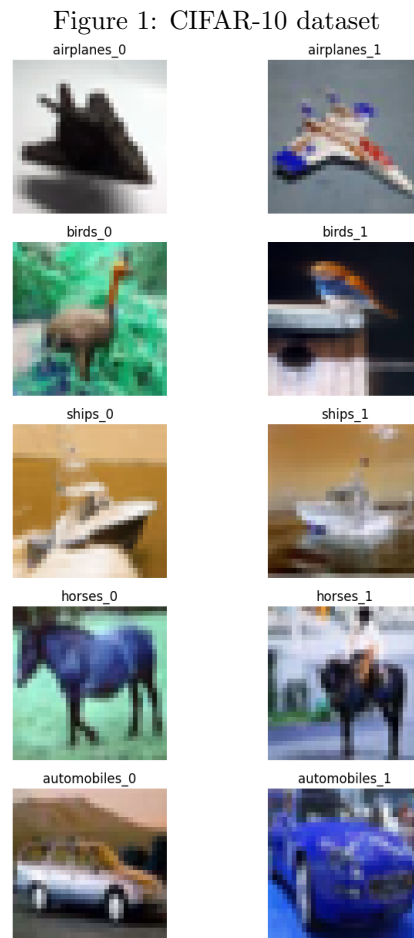 Figure 1: CIFAR-10 dataset
airplanes_0
airplanes_1
birds_0
birds_1
ships_0
ships_1
horses_0
horses_1
automobiles_0
automobiles_1